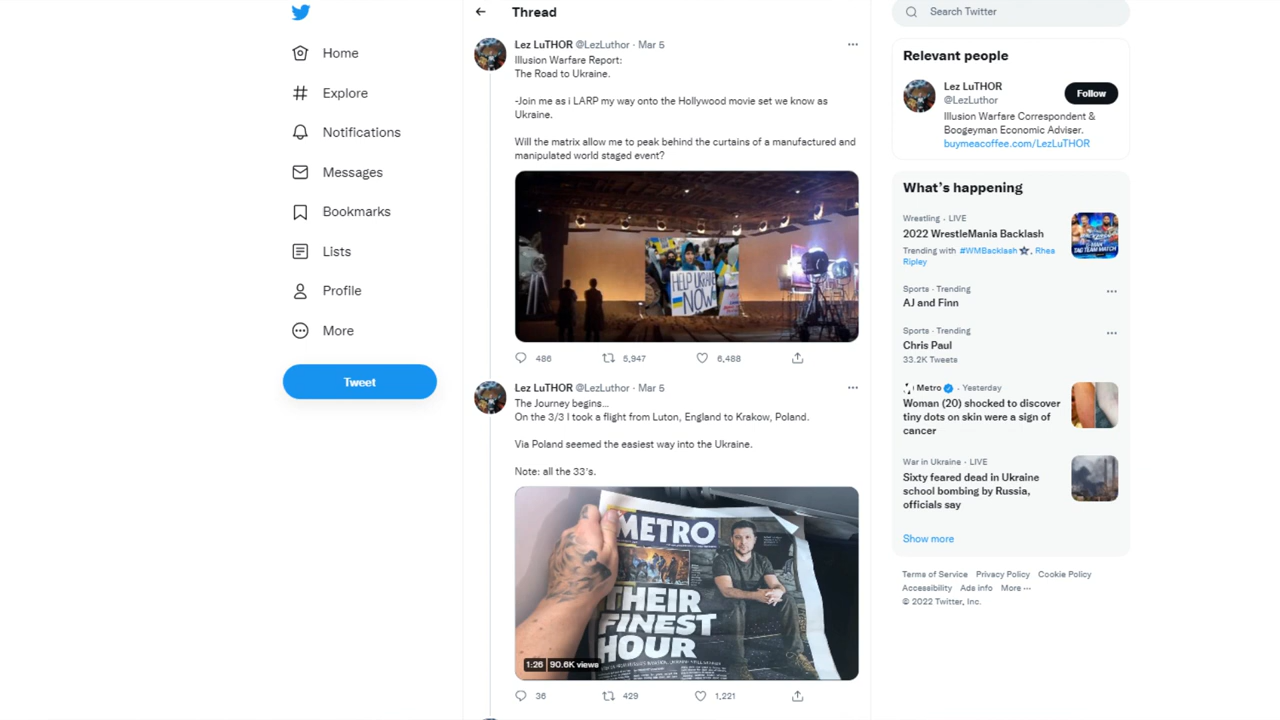 Home
Explore
Notifications
Messages
Bookmarks
Lists
Profile
More
Tweet
Thread
Lez LuTHOR @LezLuthor · Mar 5
Illusion Warfare Report:
The Road to Ukraine.
-Join me as i LARP my way onto the Hollywood movie set we know as
Ukraine.
Will the matrix allow me to peak behind the curtains of a manufactured and
manipulated world staged event?
HELP UKRAINE
NOW
486
5,947
6,488
Lez LuTHOR @LezLuthor · Mar 5
The Journey begins...
On the 3/3 I took a flight from Luton, England to Krakow, Poland.
Via Poland seemed the easiest way into the Ukraine.
Note: all the 33's.
METRO
THEIR
FINEST
HOUR
1:26 90.6K views
36
429
1,221
Search Twitter
Relevant people
Lez LuTHOR
@LezLuthor
Follow
Illusion Warfare Correspondent &
Boogeyman Economic Adviser.
buymeacoffee.com/LezLuTHOR
What's happening
Wrestling · LIVE
2022 WrestleMania Backlash
Trending with #WMBacklash, Rhea
Ripley
TAG TEAM MATCH
Sports · Trending
AJ and Finn
Sports · Trending
Chris Paul
33.2K Tweets
Metro · Yesterday
Woman (20) shocked to discover
tiny dots on skin were a sign of
cancer
War in Ukraine · LIVE
Sixty feared dead in Ukraine
school bombing by Russia,
officials say
Show more
Terms of Service Privacy Policy Cookie Policy
Accessibility Ads info More ···
© 2022 Twitter, Inc.